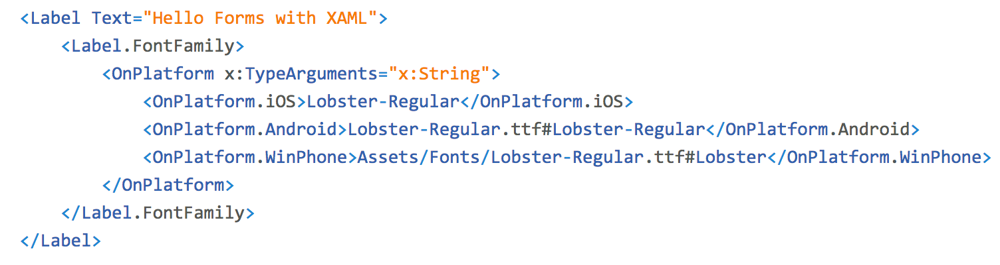 <Label Text="Hello Forms with XAML">
    <Label.FontFamily>
        <OnPlatform x:TypeArguments="x:String">
            <OnPlatform.iOS>Lobster-Regular</OnPlatform.iOS>
            <OnPlatform.Android>Lobster-Regular.ttf#Lobster-Regular</OnPlatform.Android>
            <OnPlatform.WinPhone>Assets/Fonts/Lobster-Regular.ttf#Lobster</OnPlatform.WinPhone>
        </OnPlatform>
    </Label.FontFamily>
</Label>